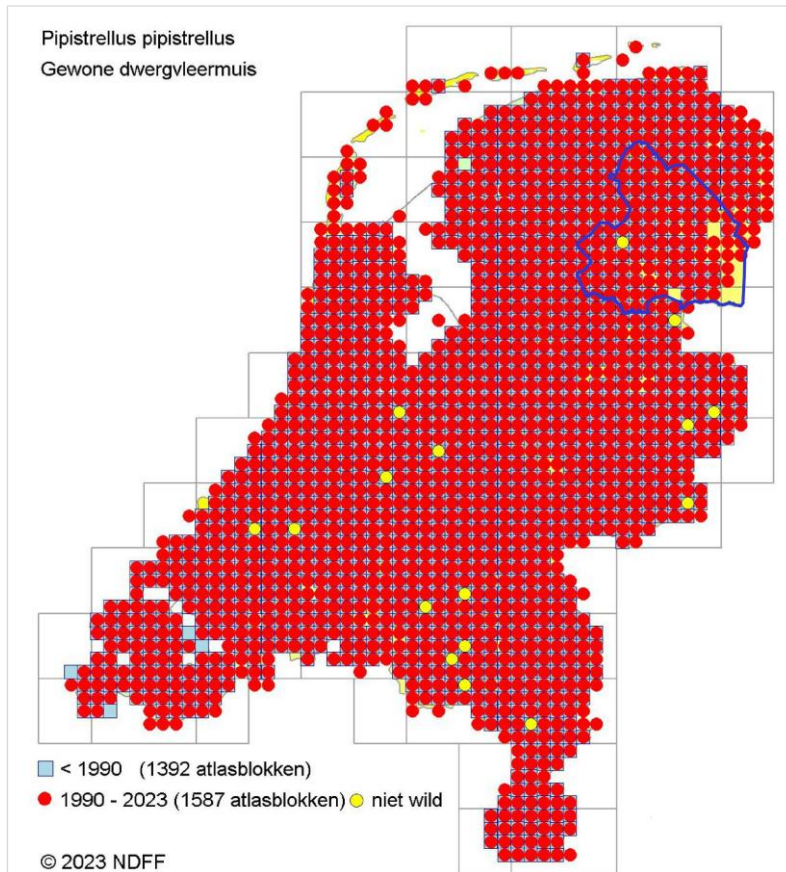 Pipistrellus pipistrellus
Gewone dwergvleermuis
< 1990 (1392 atlasblokken)
1990 - 2023 (1587 atlasblokken) niet wild
© 2023 NDFF